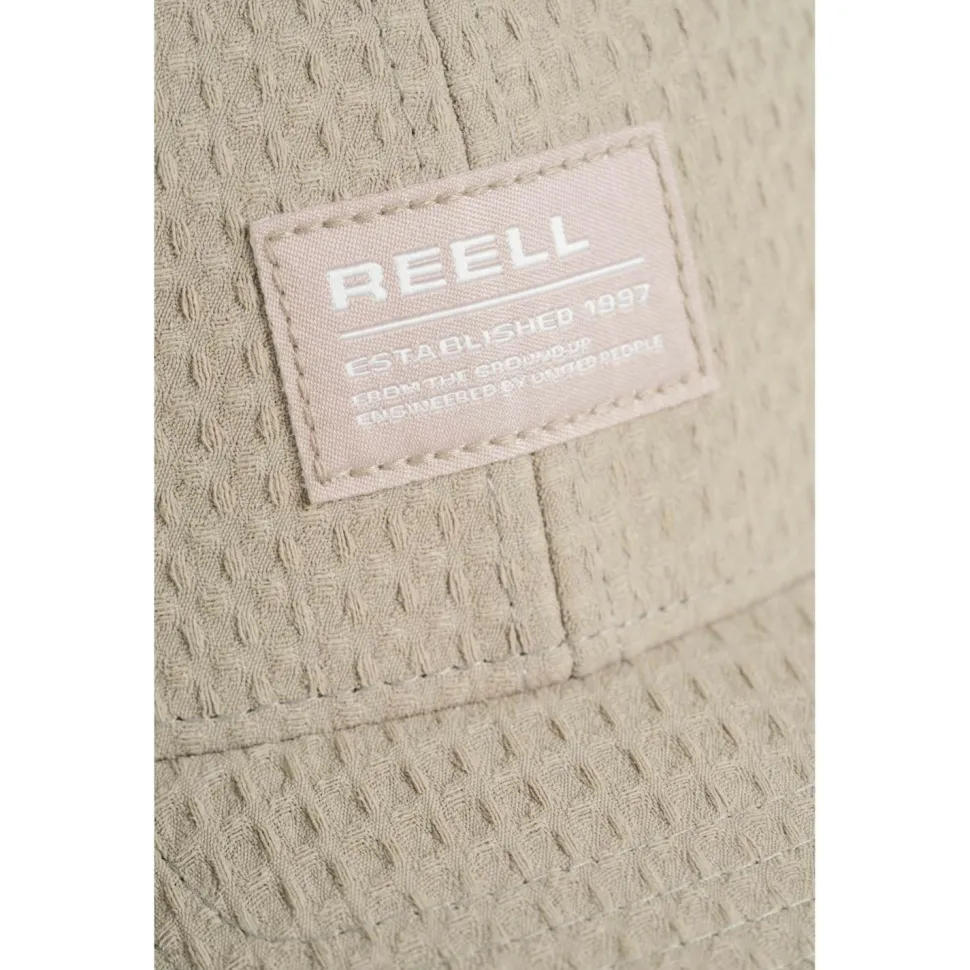 REELL
ESTABLISHED 1997
FROM THE GROUND UP
ENGINEERED BY UNITED PEOPLE